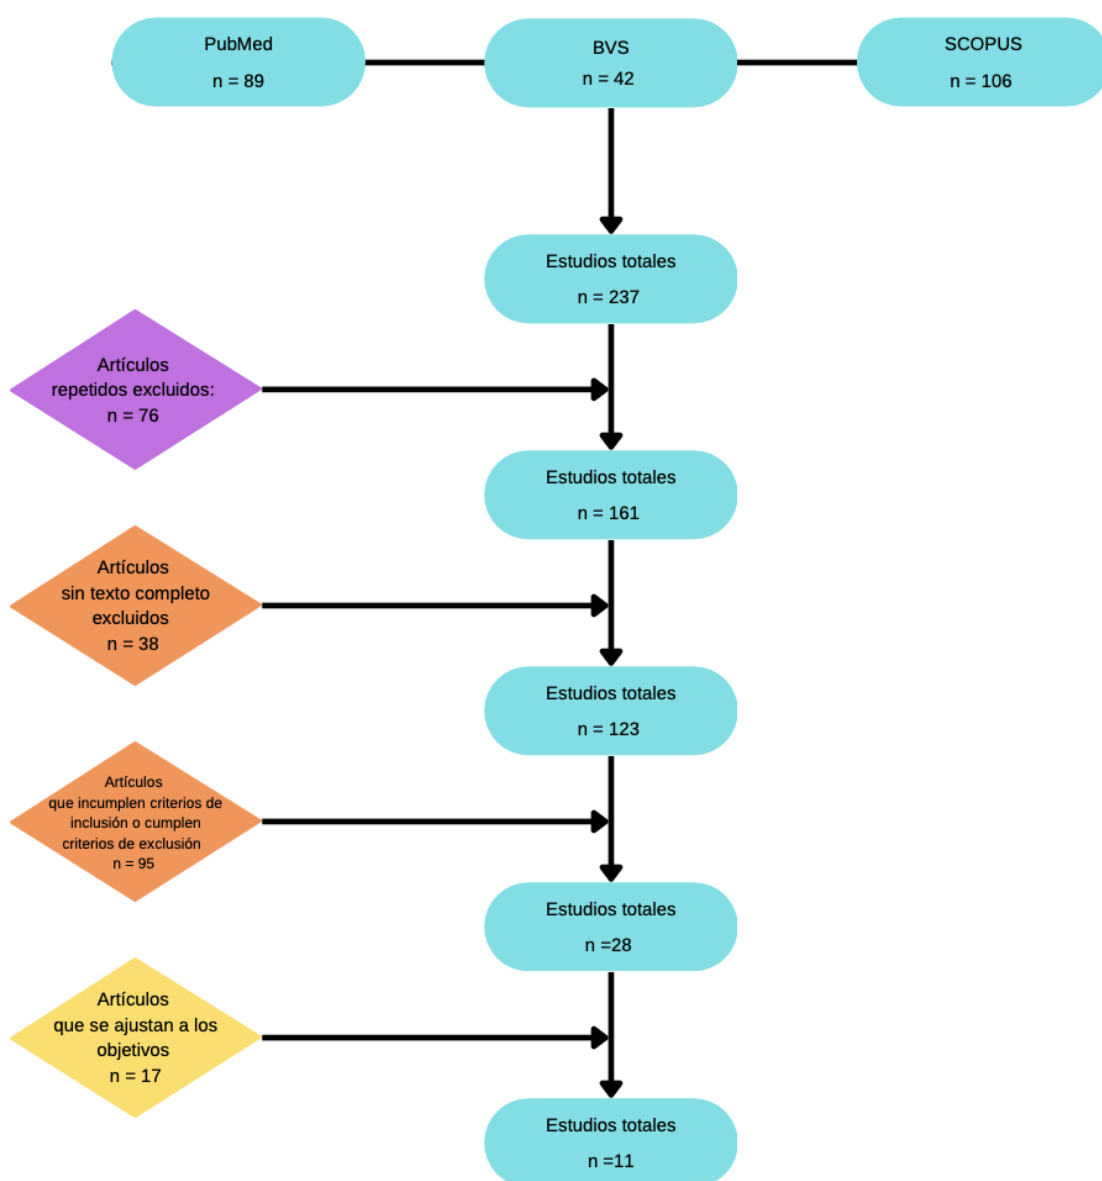 PubMed
n = 89
BVS
n = 42
SCOPUS
n = 106
Estudios totales
n = 237
Artículos
repetidos excluidos:
n = 76
Estudios totales
n = 161
Artículos
sin texto completo
excluidos
n = 38
Estudios totales
n = 123
Artículos
que incumplen criterios de
inclusión o cumplen
criterios de exclusión
n = 95
Estudios totales
n =28
Artículos
que se ajustan a los
objetivos
n = 17
Estudios totales
n =11